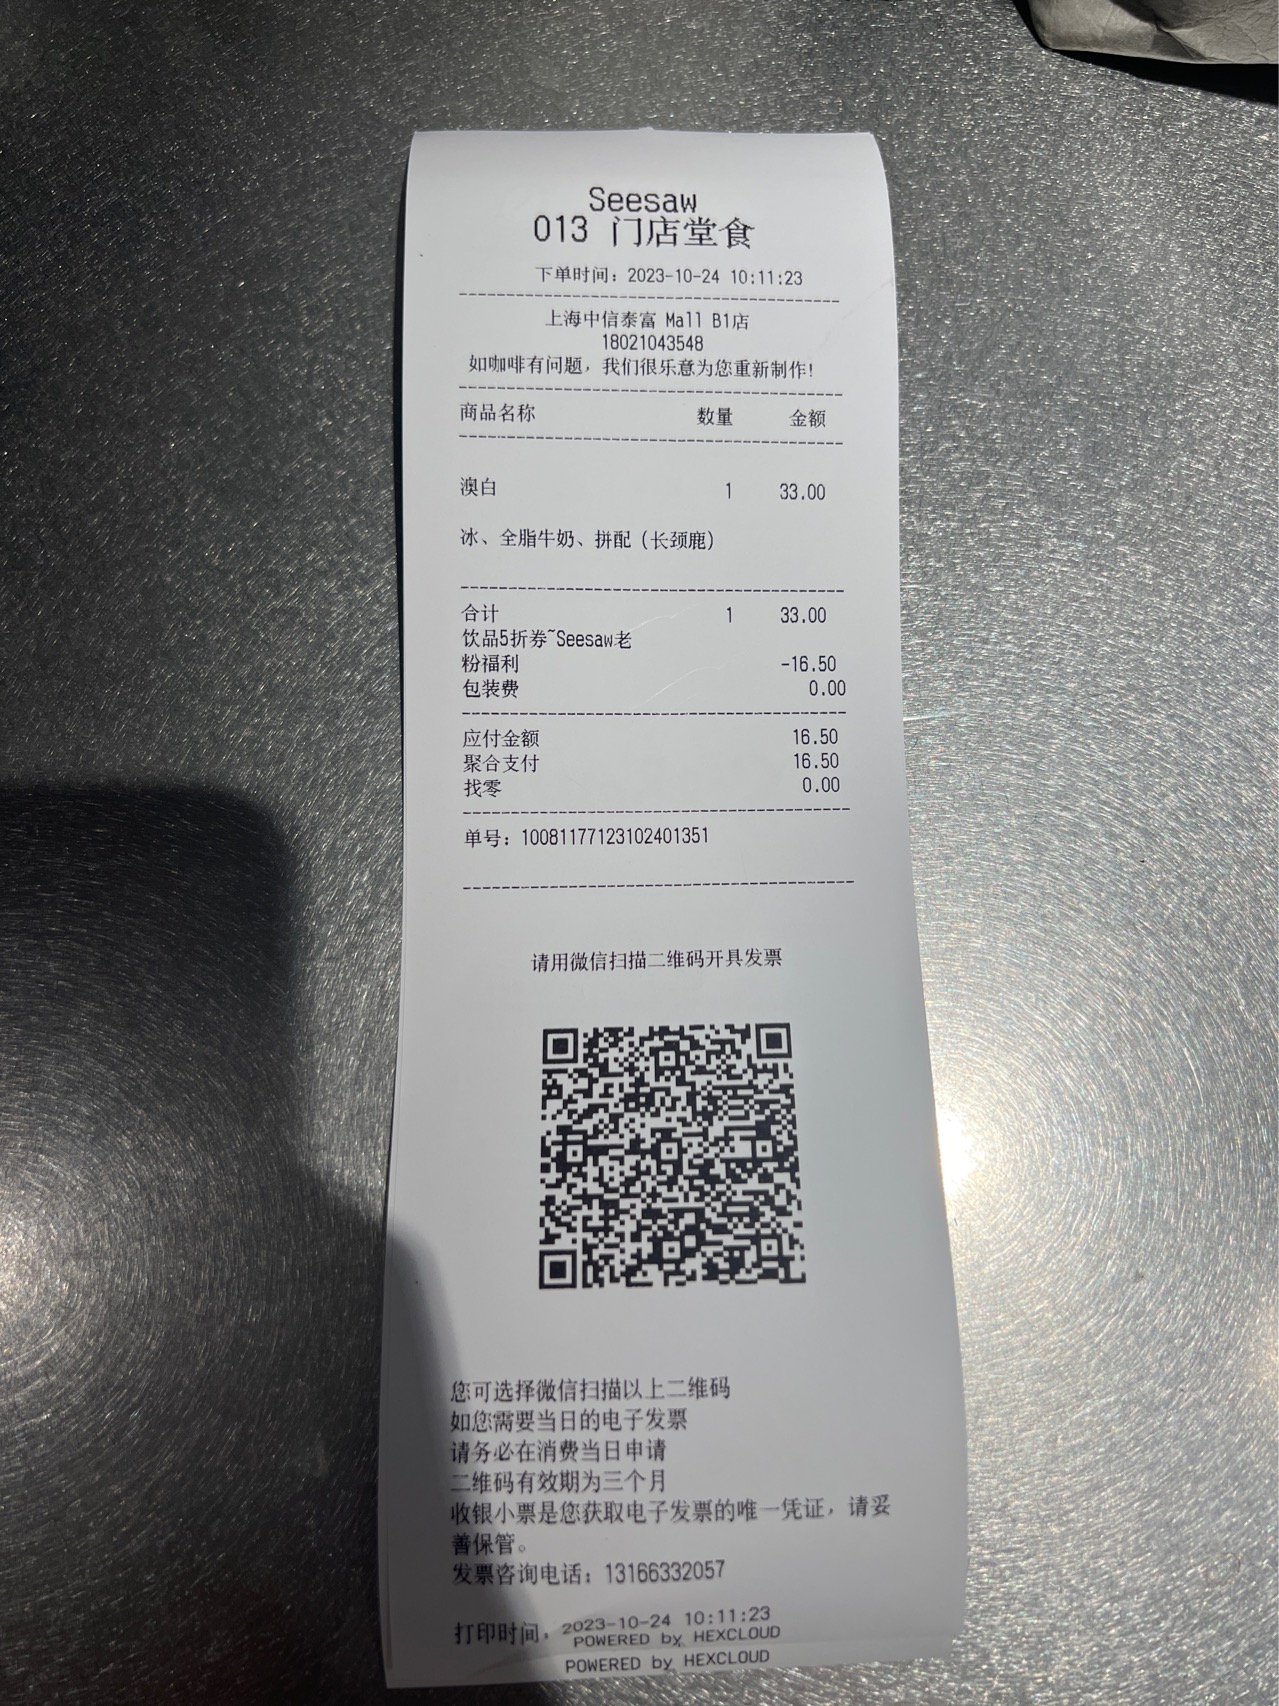 Seesaw
013 门店堂食
下单时间：2023-10-24 10:11:23
上海中信泰富 Mall B1店
18021043548
如咖啡有问题，我们很乐意为您重新制作！
商品名称 数量 金额
澳白 1 33.00
冰、全脂牛奶、拼配（长颈鹿）
合计 1 33.00
饮品5折券~Seesaw老
粉福利 -16.50
包装费 0.00
应付金额 16.50
聚合支付 16.50
找零 0.00
单号：10081177123102401351
请用微信扫描二维码开具发票
您可选择微信扫描以上二维码
如您需要当日的电子发票
请务必在消费当日申请
二维码有效期为三个月
收银小票是您获取电子发票的唯一凭证，请妥
善保管。
发票咨询电话：13166332057
打印时间：2023-10-24 10:11:23
POWERED by HEXCLOUD
POWERED by HEXCLOUD